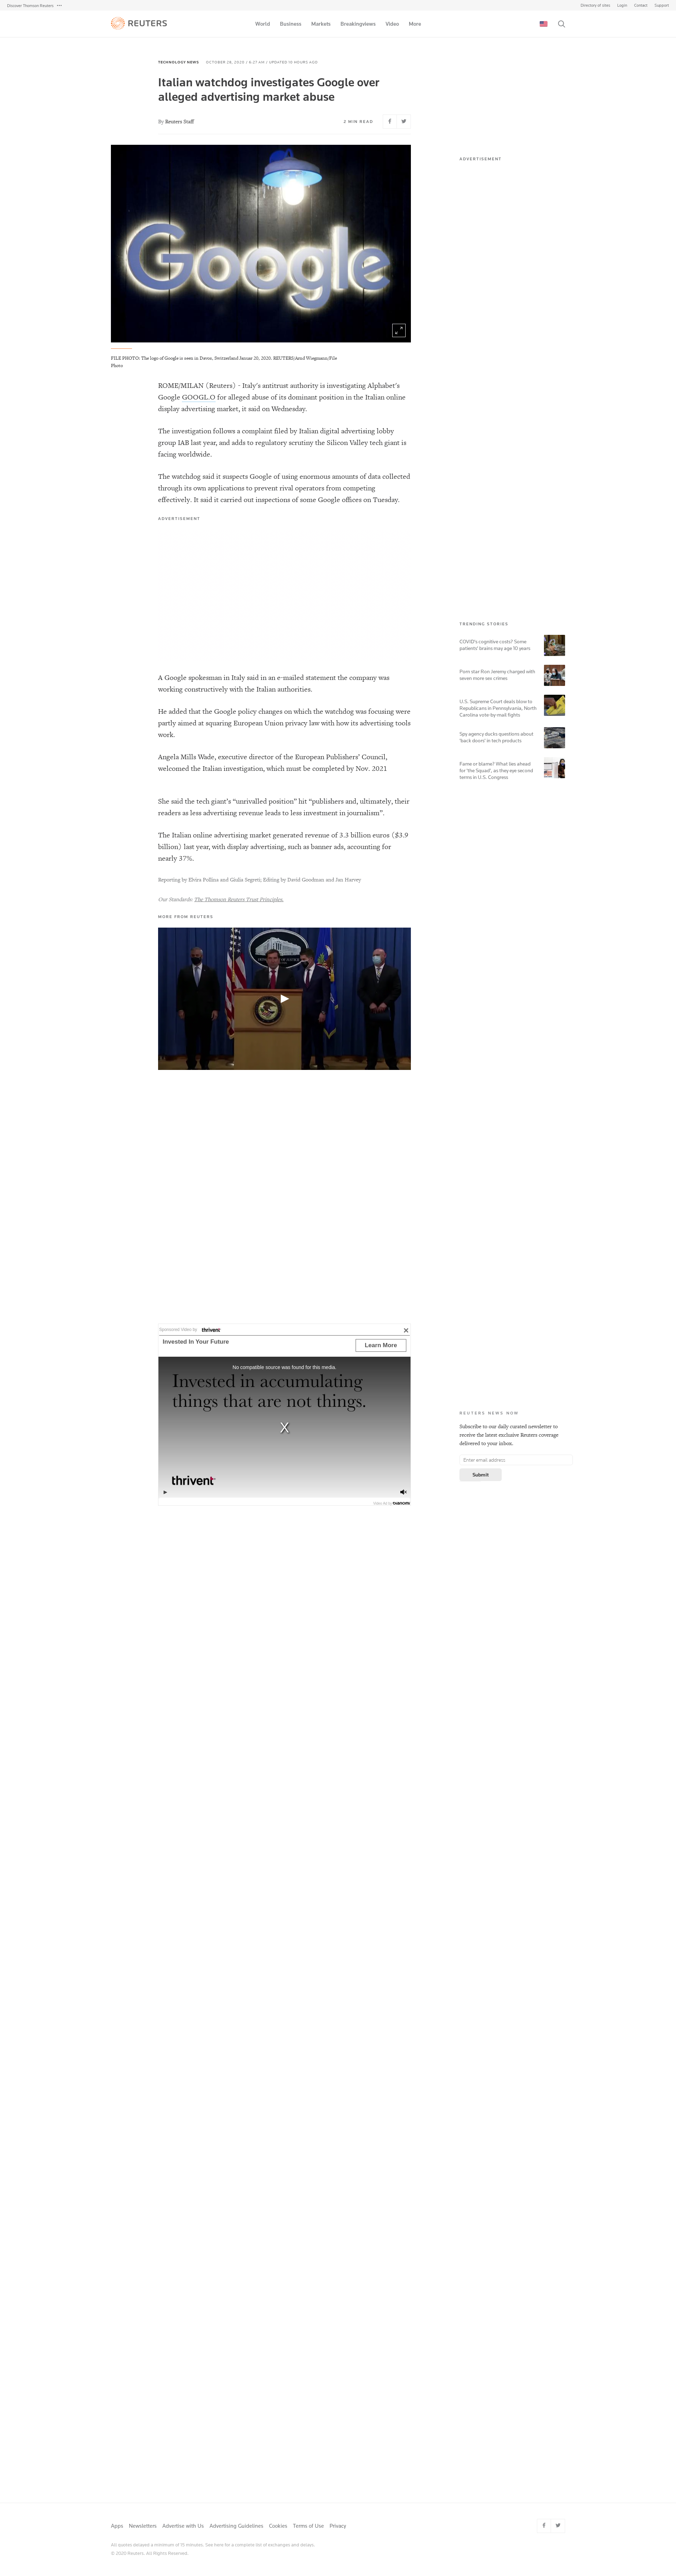 Discover Thomson Reuters
Directory of sites Login Contact Support
REUTERS
World Business Markets Breakingviews Video More
TECHNOLOGY NEWS OCTOBER 28, 2020 / 6:27 AM / UPDATED 19 HOURS AGO
Italian watchdog investigates Google over
alleged advertising market abuse
By Reuters Staff
2 MIN READ
ADVERTISEMENT
Google
FILE PHOTO: The logo of Google is seen in Davos, Switzerland Januar 20, 2020. REUTERS/Arnd Wiegmann/File
Photo
ROME/MILAN (Reuters) - Italy's antitrust authority is investigating Alphabet's
Google GOOGL.O for alleged abuse of its dominant position in the Italian online
display advertising market, it said on Wednesday.
The investigation follows a complaint filed by Italian digital advertising lobby
group IAB last year, and adds to regulatory scrutiny the Silicon Valley tech giant is
facing worldwide.
The watchdog said it suspects Google of using enormous amounts of data collected
through its own applications to prevent rival operators from competing
effectively. It said it carried out inspections of some Google offices on Tuesday.
ADVERTISEMENT
A Google spokesman in Italy said in an e-mailed statement the company was
working constructively with the Italian authorities.
He added that the Google policy changes on which the watchdog was focusing were
partly aimed at squaring European Union privacy law with how its advertising tools
work.
Angela Mills Wade, executive director of the European Publishers' Council,
welcomed the Italian investigation, which must be completed by Nov. 2021
She said the tech giant's “unrivalled position” hit “publishers and, ultimately, their
readers as less advertising revenue leads to less investment in journalism”.
The Italian online advertising market generated revenue of 3.3 billion euros ($3.9
billion) last year, with display advertising, such as banner ads, accounting for
nearly 37%.
Reporting by Elvira Pollina and Giulia Segreti; Editing by David Goodman and Jan Harvey
Our Standards: The Thomson Reuters Trust Principles.
MORE FROM REUTERS
TRENDING STORIES
COVID's cognitive costs? Some
patients' brains may age 10 years
Porn star Ron Jeremy charged with
seven more sex crimes
U.S. Supreme Court deals blow to
Republicans in Pennsylvania, North
Carolina vote-by-mail fights
Spy agency ducks questions about
'back doors' in tech products
Fame or blame? What lies ahead
for 'the Squad', as they eye second
terms in U.S. Congress
Sponsored Video by thrivent
Invested In Your Future
Learn More
No compatible source was found for this media.
Invested in accumulating
things that are not things.
X
thrivent
REUTERS NEWS NOW
Subscribe to our daily curated newsletter to
receive the latest exclusive Reuters coverage
delivered to your inbox.
Enter email address
Submit
Apps Newsletters Advertise with Us Advertising Guidelines Cookies Terms of Use Privacy
All quotes delayed a minimum of 15 minutes. See here for a complete list of exchanges and delays.
© 2020 Reuters. All Rights Reserved.